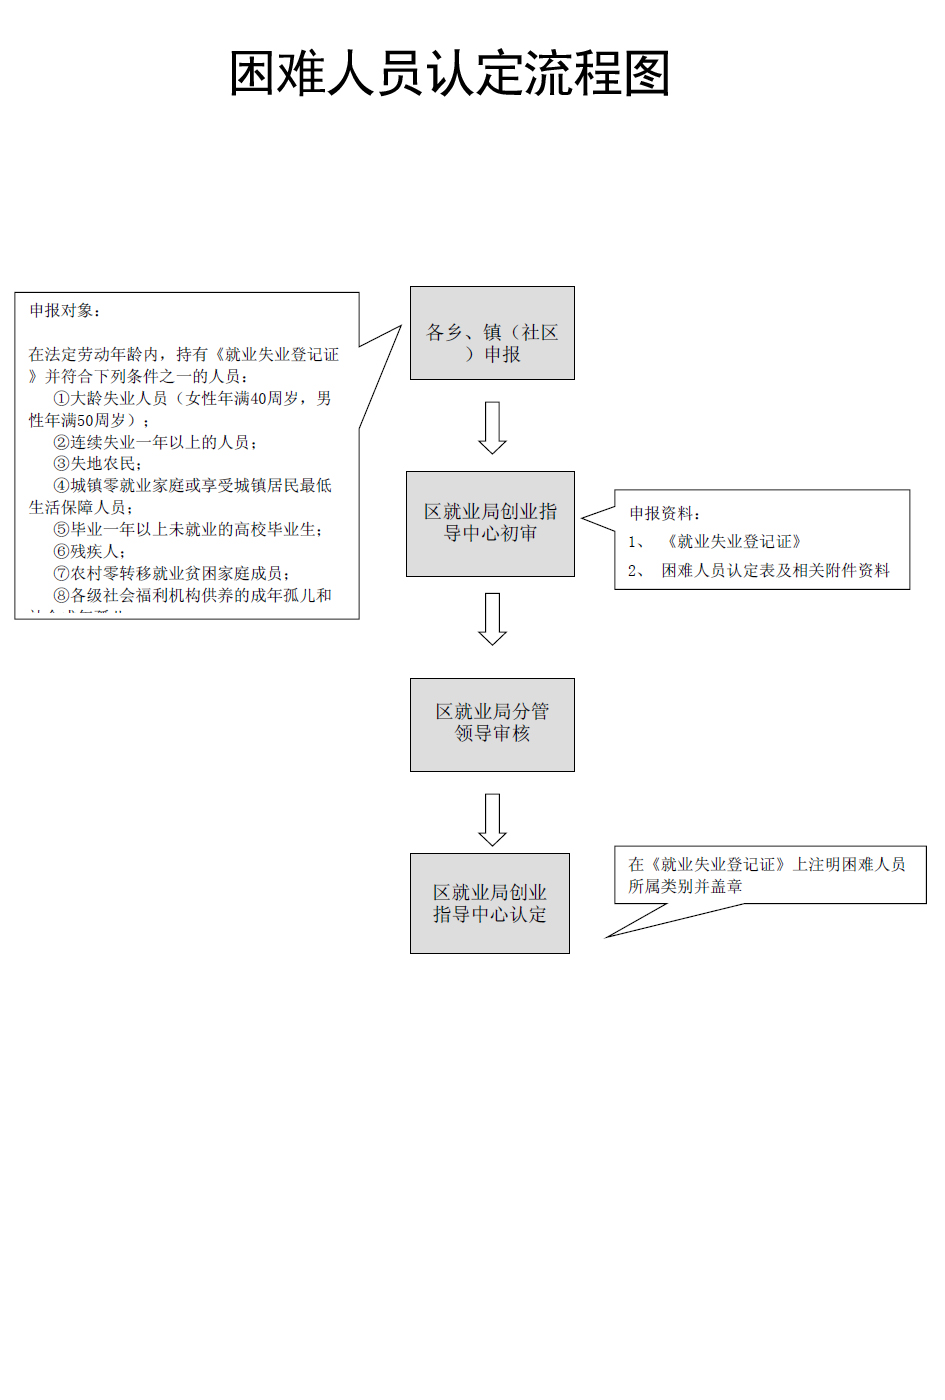 困难人员认定流程图
申报对象：
在法定劳动年龄内，持有《就业失业登记证
》并符合下列条件之一的人员：
①大龄失业人员（女性年满40周岁，男
性年满50周岁）；
②连续失业一年以上的人员；
③失地农民；
④城镇零就业家庭或享受城镇居民最低
生活保障人员；
⑤毕业一年以上未就业的高校毕业生；
⑥残疾人；
⑦农村零转移就业贫困家庭成员；
⑧各级社会福利机构供养的成年孤儿和
各乡、镇（社区
）申报
区就业局创业指
导中心初审
申报资料：
1、 《就业失业登记证》
2、 困难人员认定表及相关附件资料
区就业局分管
领导审核
区就业局创业
指导中心认定
在《就业失业登记证》上注明困难人员
所属类别并盖章